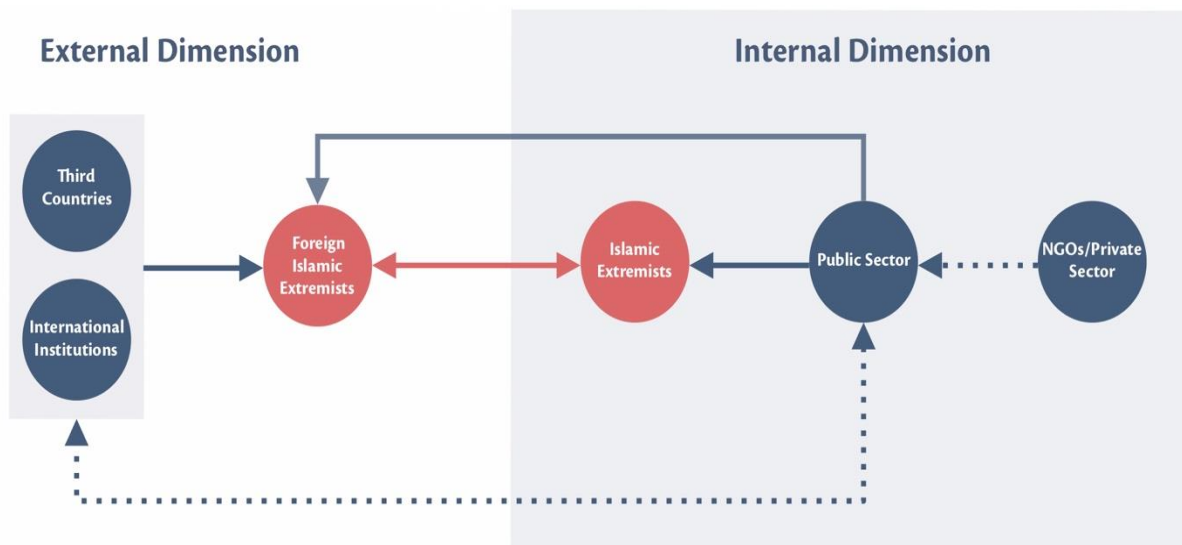 External Dimension
Internal Dimension
Third
Countries
International
Institutions
Foreign
Islamic
Extremists
Islamic
Extremists
Public Sector
NGOs/Private
Sector